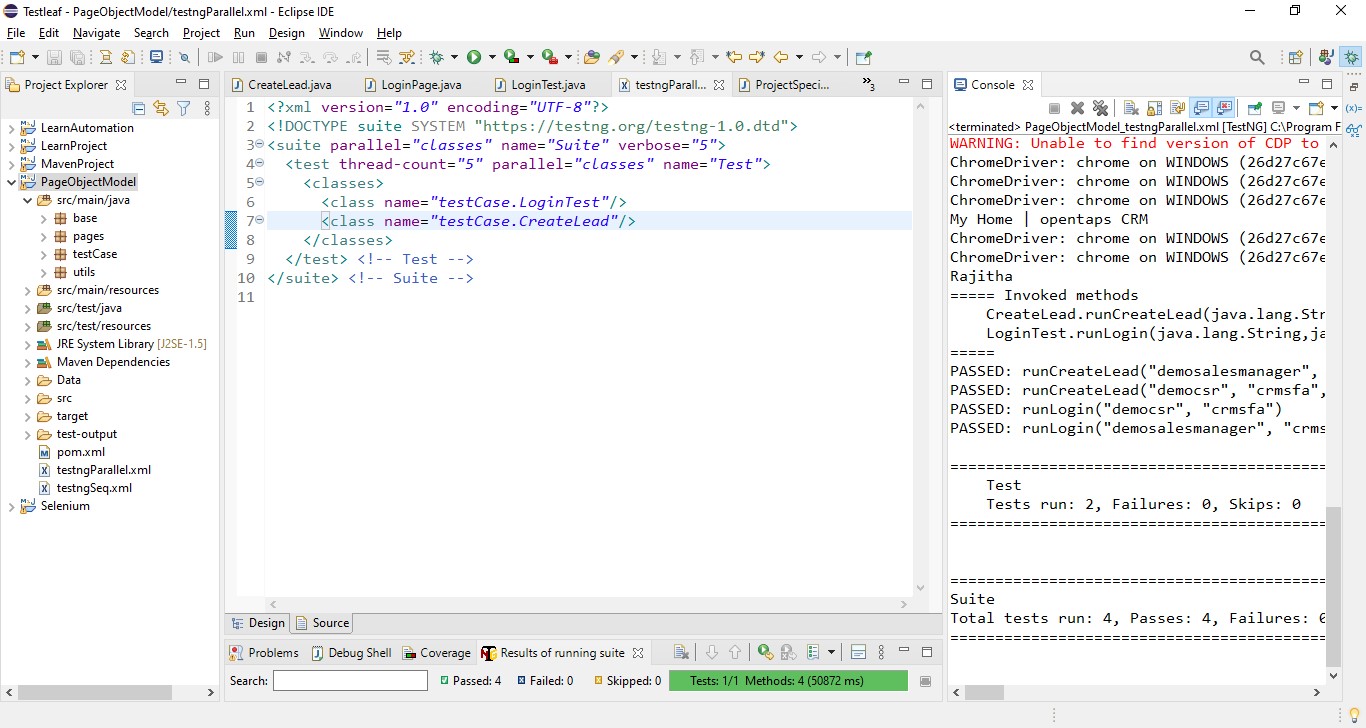 Testleaf - PageObjectModel/testngParallel.xml - Eclipse IDE
File Edit Navigate Search Project Run Design Window Help
Project Explorer
LearnAutomation
LearnProject
MavenProject
PageObjectModel
src/main/java
base
pages
testCase
utils
src/main/resources
src/test/java
src/test/resources
JRE System Library [J2SE-1.5]
Maven Dependencies
Data
src
target
test-output
pom.xml
testngParallel.xml
testngSeq.xml
Selenium
CreateLead.java LoginPage.java LoginTest.java testngParall... ProjectSpeci... »3
1 <?xml version="1.0" encoding="UTF-8"?>
2 <!DOCTYPE suite SYSTEM "https://testng.org/testng-1.0.dtd">
3 <suite parallel="classes" name="Suite" verbose="5">
4 <test thread-count="5" parallel="classes" name="Test">
5 <classes>
6 <class name="testCase.LoginTest"/>
7 <class name="testCase.CreateLead"/>
8 </classes>
9 </test> <!-- Test -->
10 </suite> <!-- Suite -->
11
Design Source
Problems Debug Shell Coverage Results of running suite
Search: Passed: 4 Failed: 0 Skipped: 0 Tests: 1/1 Methods: 4 (50872 ms)
Console
<terminated> PageObjectModel_testngParallel.xml [TestNG] C:\Program F
WARNING: Unable to find version of CDP to
ChromeDriver: chrome on WINDOWS (26d27c67e
ChromeDriver: chrome on WINDOWS (26d27c67e
ChromeDriver: chrome on WINDOWS (26d27c67e
My Home | opentaps CRM
ChromeDriver: chrome on WINDOWS (26d27c67e
ChromeDriver: chrome on WINDOWS (26d27c67e
Rajitha
===== Invoked methods
CreateLead.runCreateLead(java.lang.Str
LoginTest.runLogin(java.lang.String,ja
=====
PASSED: runCreateLead("demosalesmanager",
PASSED: runCreateLead("democsr", "crmsfa",
PASSED: runLogin("democsr", "crmsfa")
PASSED: runLogin("demosalesmanager", "crms
==========================================
Test
Tests run: 2, Failures: 0, Skips: 0
==========================================
==========================================
Suite
Total tests run: 4, Passes: 4, Failures: 0
==========================================